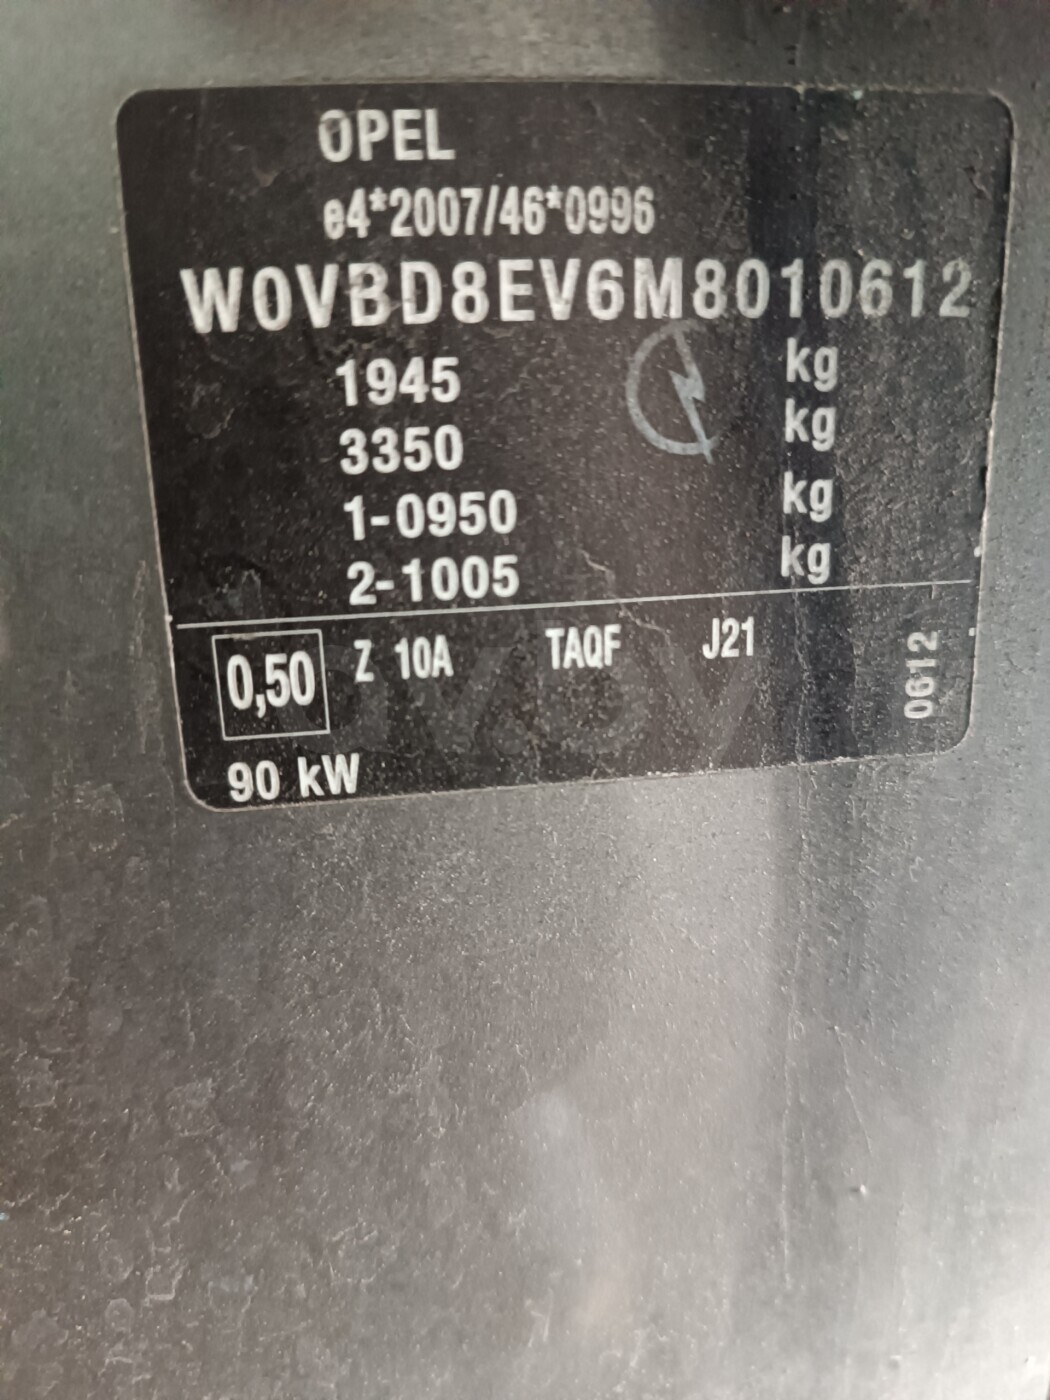 OPEL
e4*2007/46*0996
W0VBD8EV6M8010612
1945 kg
3350 kg
1-0950 kg
2-1005 kg
0,50 Z 10A TAQF J21 0612
90 kW